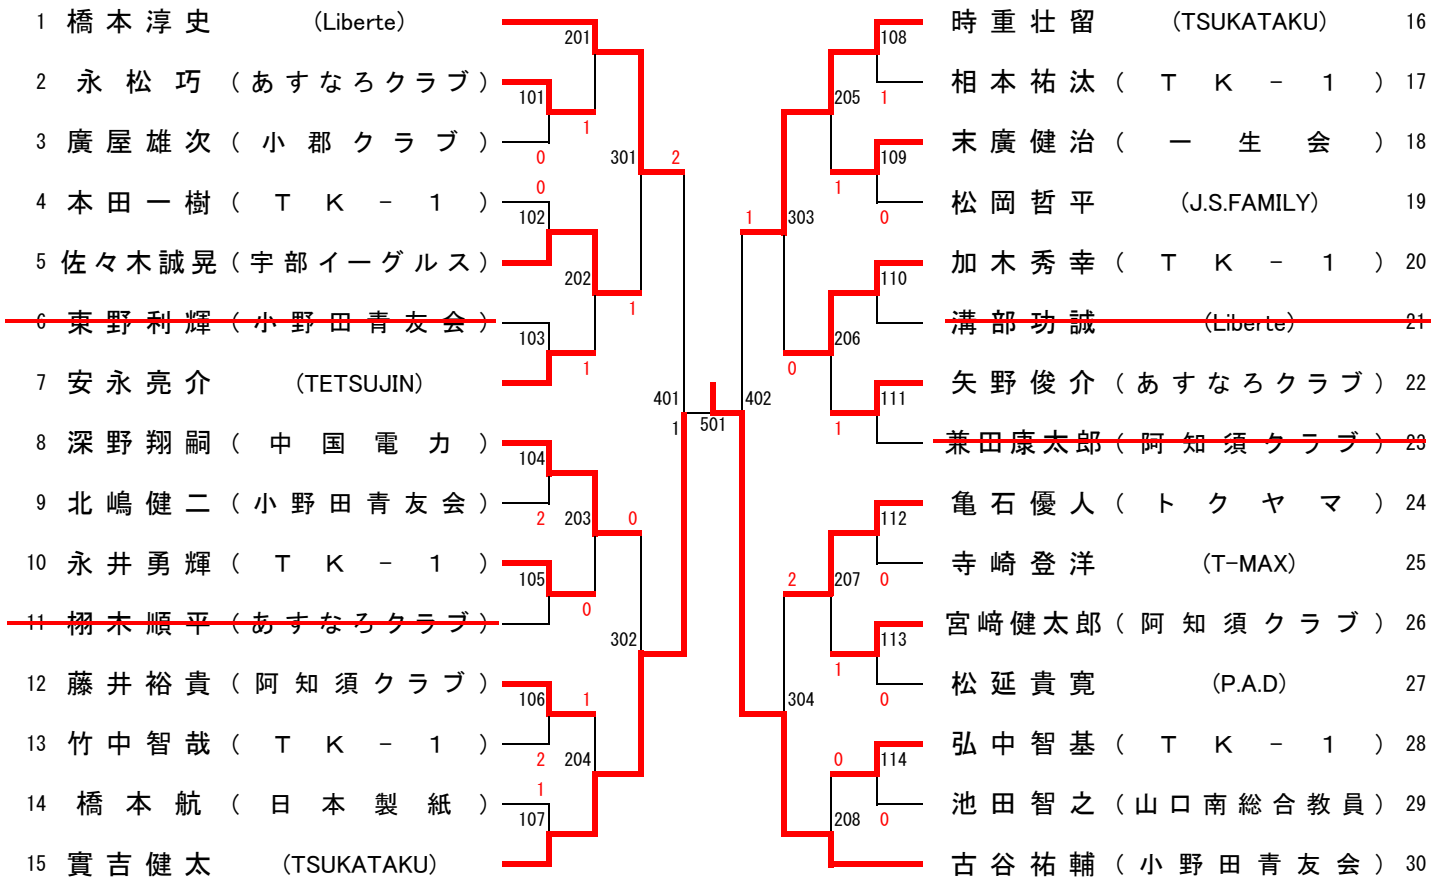 1 橋本淳史 (Liberte)
2 永松巧 (あすなろクラブ)
3 廣屋雄次 (小郡クラブ)
4 本田一樹 (TK-1)
5 佐々木誠晃 (宇部イーグルス)
6 東野利輝 (小野田青友会)
7 安永亮介 (TETSUJIN)
8 深野翔嗣 (中国電力)
9 北嶋健二 (小野田青友会)
10 永井勇輝 (TK-1)
11 栩木順平 (あすなろクラブ)
12 藤井裕貴 (阿知須クラブ)
13 竹中智哉 (TK-1)
14 橋本航 (日本製紙)
15 實吉健太 (TSUKATAKU)
201
101
1
0
301
2
0
102
202
1
103
1
401
1
104
2
203
0
105
0
302
106
1
2
204
1
107
501
108
205
1
109
1
0
1
303
110
206
0
111
1
402
112
2
207
0
113
1
0
304
0
114
208
0
時重壮留 (TSUKATAKU) 16
相本祐汰 (TK-1) 17
末廣健治 (一生会) 18
松岡哲平 (J.S.FAMILY) 19
加木秀幸 (TK-1) 20
溝部功誠 (Liberte) 21
矢野俊介 (あすなろクラブ) 22
兼田康太郎 (阿知須クラブ) 23
亀石優人 (トクヤマ) 24
寺崎登洋 (T-MAX) 25
宮﨑健太郎 (阿知須クラブ) 26
松延貴寛 (P.A.D) 27
弘中智基 (TK-1) 28
池田智之 (山口南総合教員) 29
古谷祐輔 (小野田青友会) 30